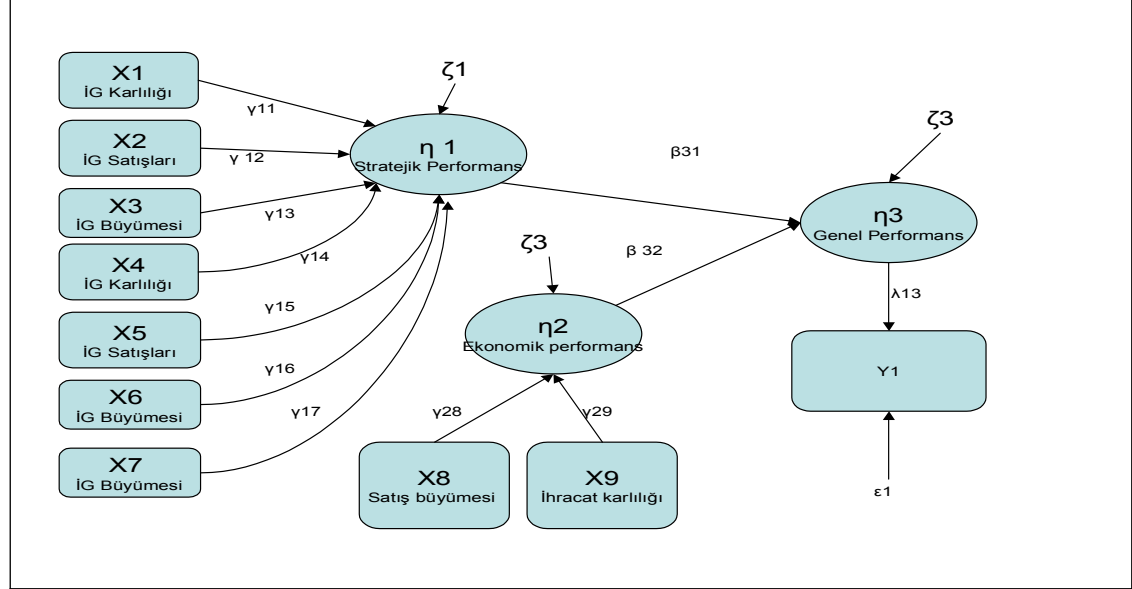 X1
İG Karlılığı
γ11
X2
İG Satışları
γ 12
X3
İG Büyümesi
γ13
X4
İG Karlılığı
γ14
X5
İG Satışları
γ15
X6
İG Büyümesi
γ16
X7
İG Büyümesi
γ17
ζ1
η 1
Stratejik Performans
β31
ζ3
η2
Ekonomik performans
β 32
γ28
γ29
X8
Satış büyümesi
X9
İhracat karlılığı
ζ3
η3
Genel Performans
λ13
Y1
ε1